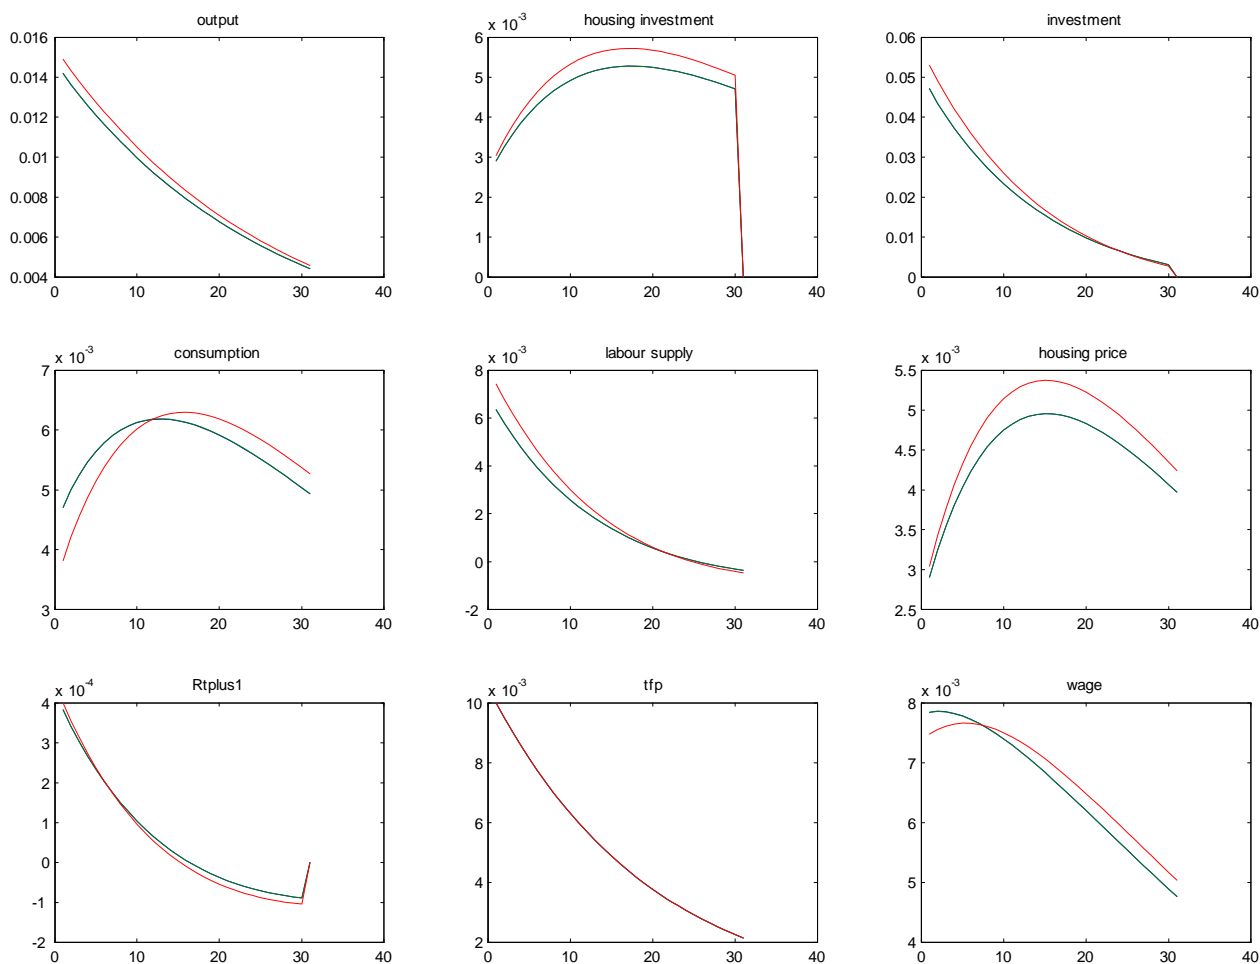 output housing investment investment
0.016 x 10⁻³ 6 0.06
0.014 5 0.05
0.012 4 0.04
0.01 3 0.03
0.008 2 0.02
0.006 1 0.01
0.004 0 0
0 10 20 30 40 0 10 20 30 40 0 10 20 30 40
consumption labour supply housing price
x 10⁻³ x 10⁻³ x 10⁻³
7 8 5.5
6 5
6 4 4.5
5 2 4
4 0 3.5
3
3 -2 2.5
0 10 20 30 40 0 10 20 30 40 0 10 20 30 40
Rtplus1 tfp wage
x 10⁻⁴ x 10⁻³ x 10⁻³
4 10 8
3
8 7
2
1 6 6
0
4 5
-1
-2 2 4
0 10 20 30 40 0 10 20 30 40 0 10 20 30 40